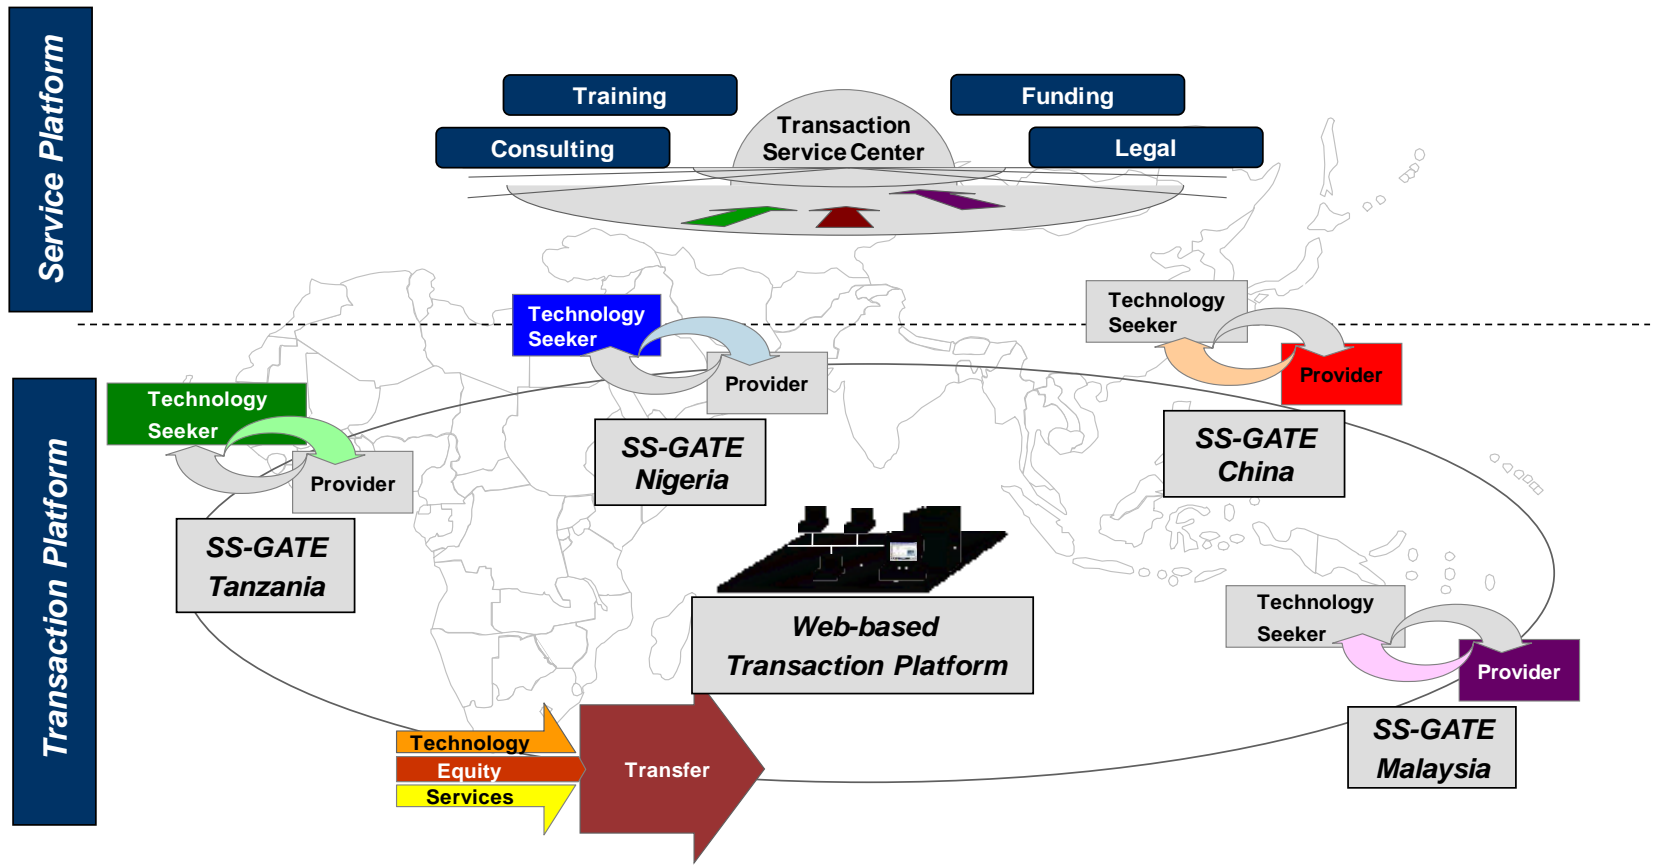 Service Platform
Training
Funding
Consulting
Transaction
Service Center
Legal
Technology
Seeker
Provider
SS-GATE
Nigeria
Technology
Seeker
Provider
SS-GATE
China
Transaction Platform
Technology
Seeker
Provider
SS-GATE
Tanzania
Web-based
Transaction Platform
Technology
Seeker
Provider
SS-GATE
Malaysia
Technology
Equity
Services
Transfer